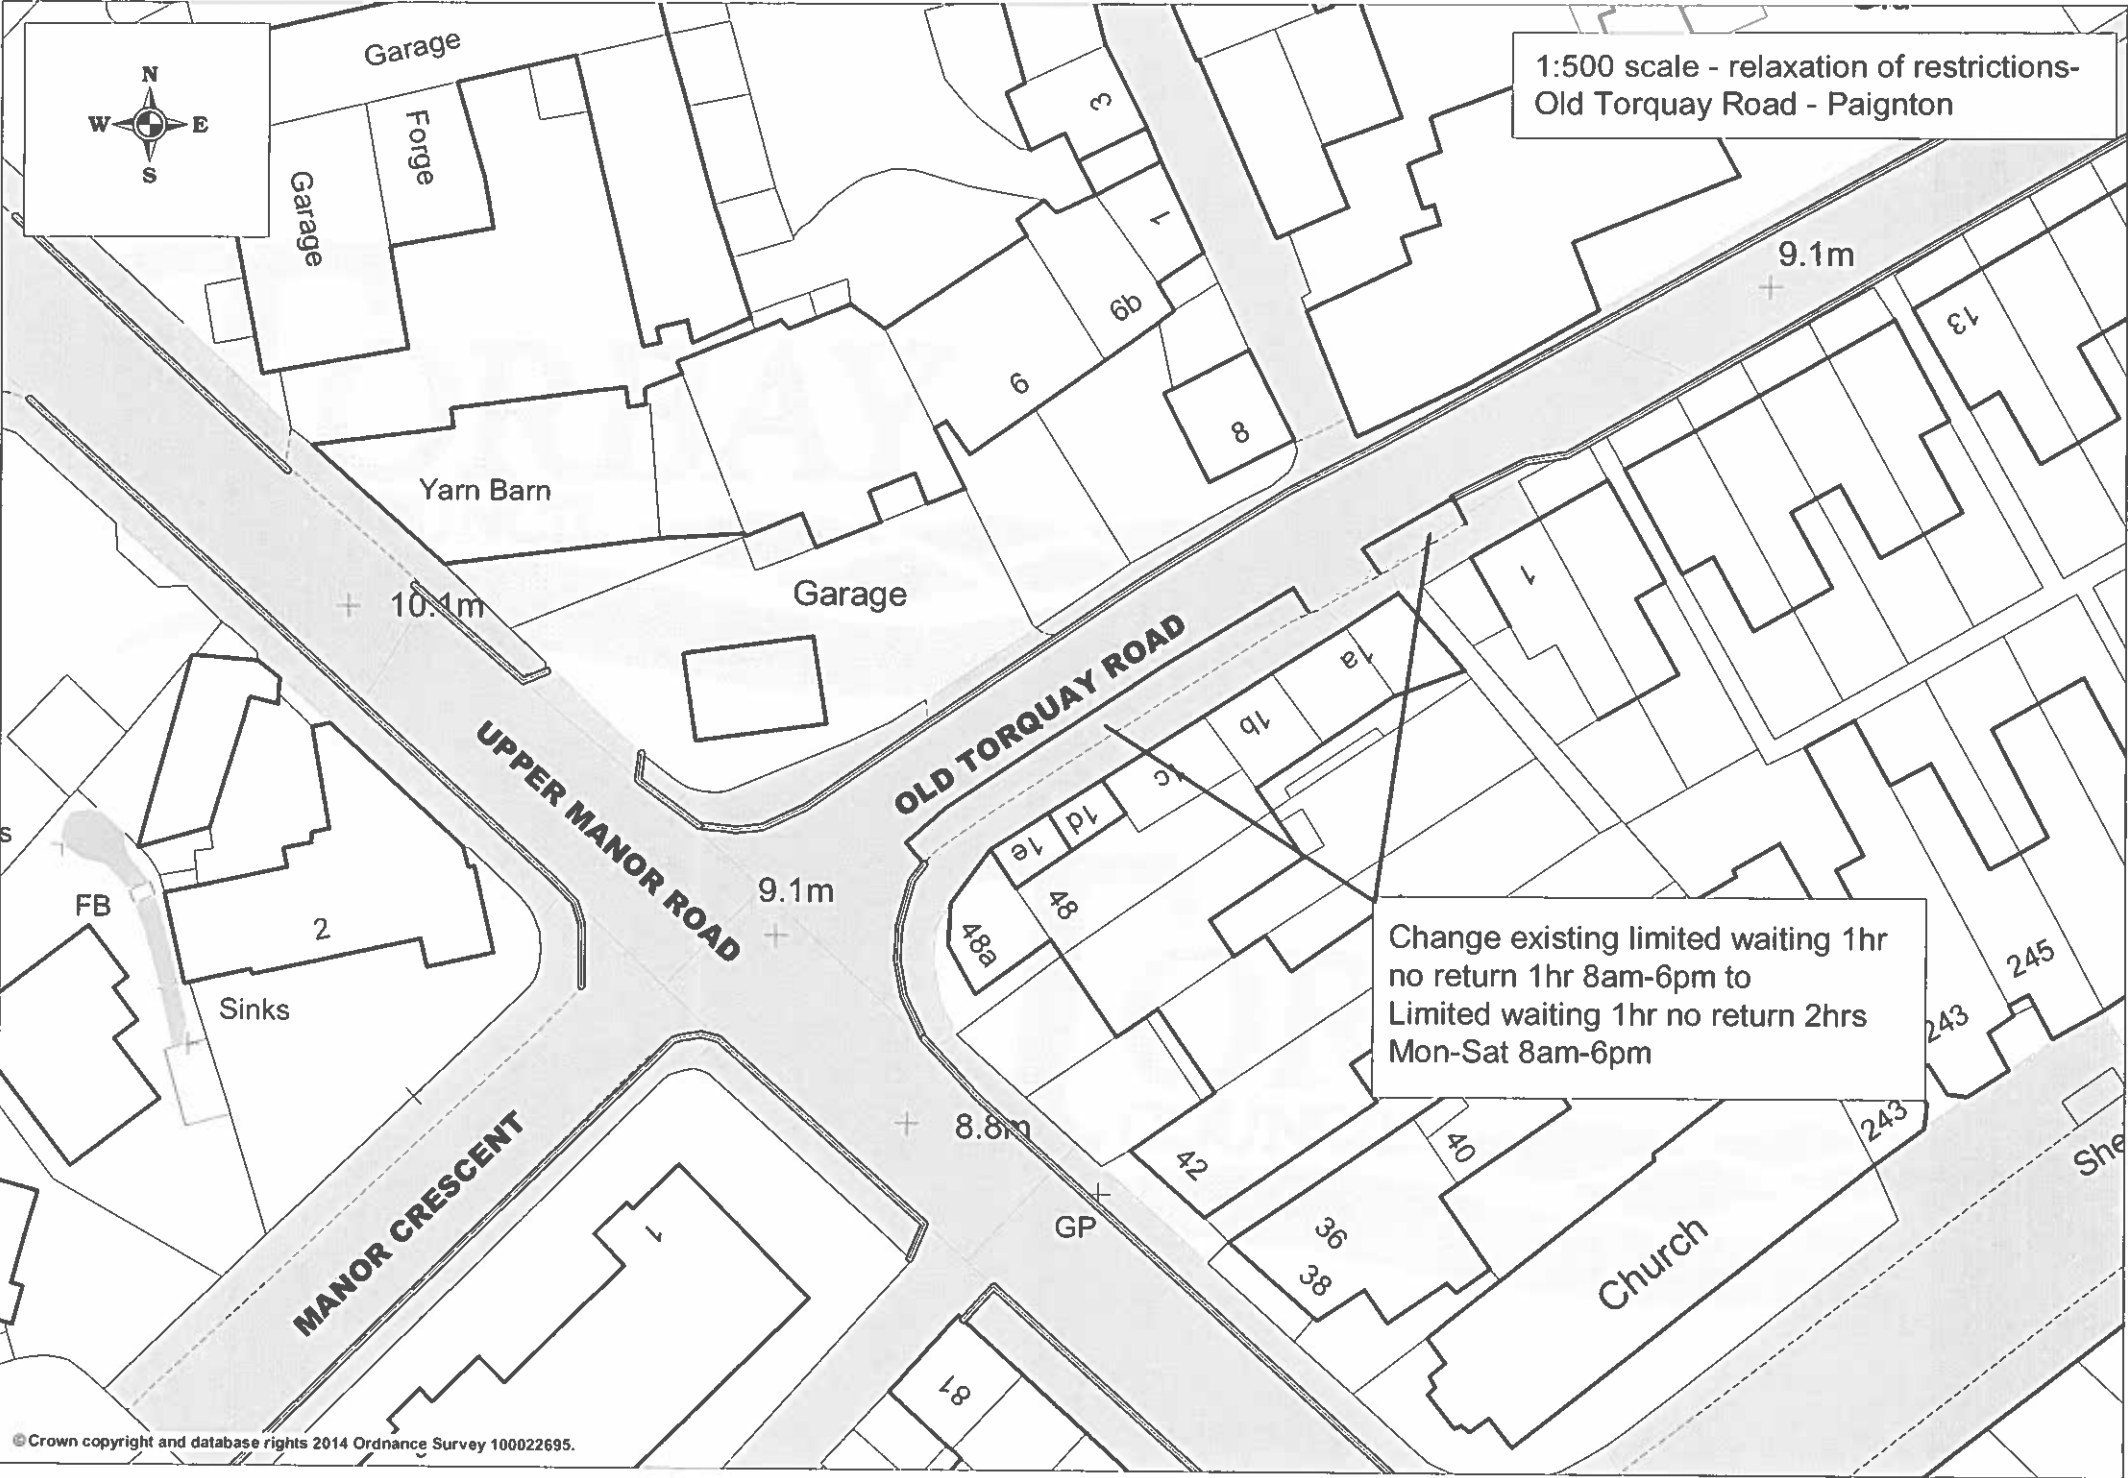 N
W E
S
Garage
Forge
Garage
3
1
1:500 scale - relaxation of restrictions-
Old Torquay Road - Paignton
9.1m
6b
6
8
13
Yarn Barn
10.1m
Garage
1
1a
1b
1c
1d
1e
OLD TORQUAY ROAD
UPPER MANOR ROAD
48
48a
9.1m
s
FB
2
Sinks
Change existing limited waiting 1hr
no return 1hr 8am-6pm to
Limited waiting 1hr no return 2hrs
Mon-Sat 8am-6pm
245
243
243
She
8.8m
42
40
36
38
GP
Church
MANOR CRESCENT
1
81
©Crown copyright and database rights 2014 Ordnance Survey 100022695.